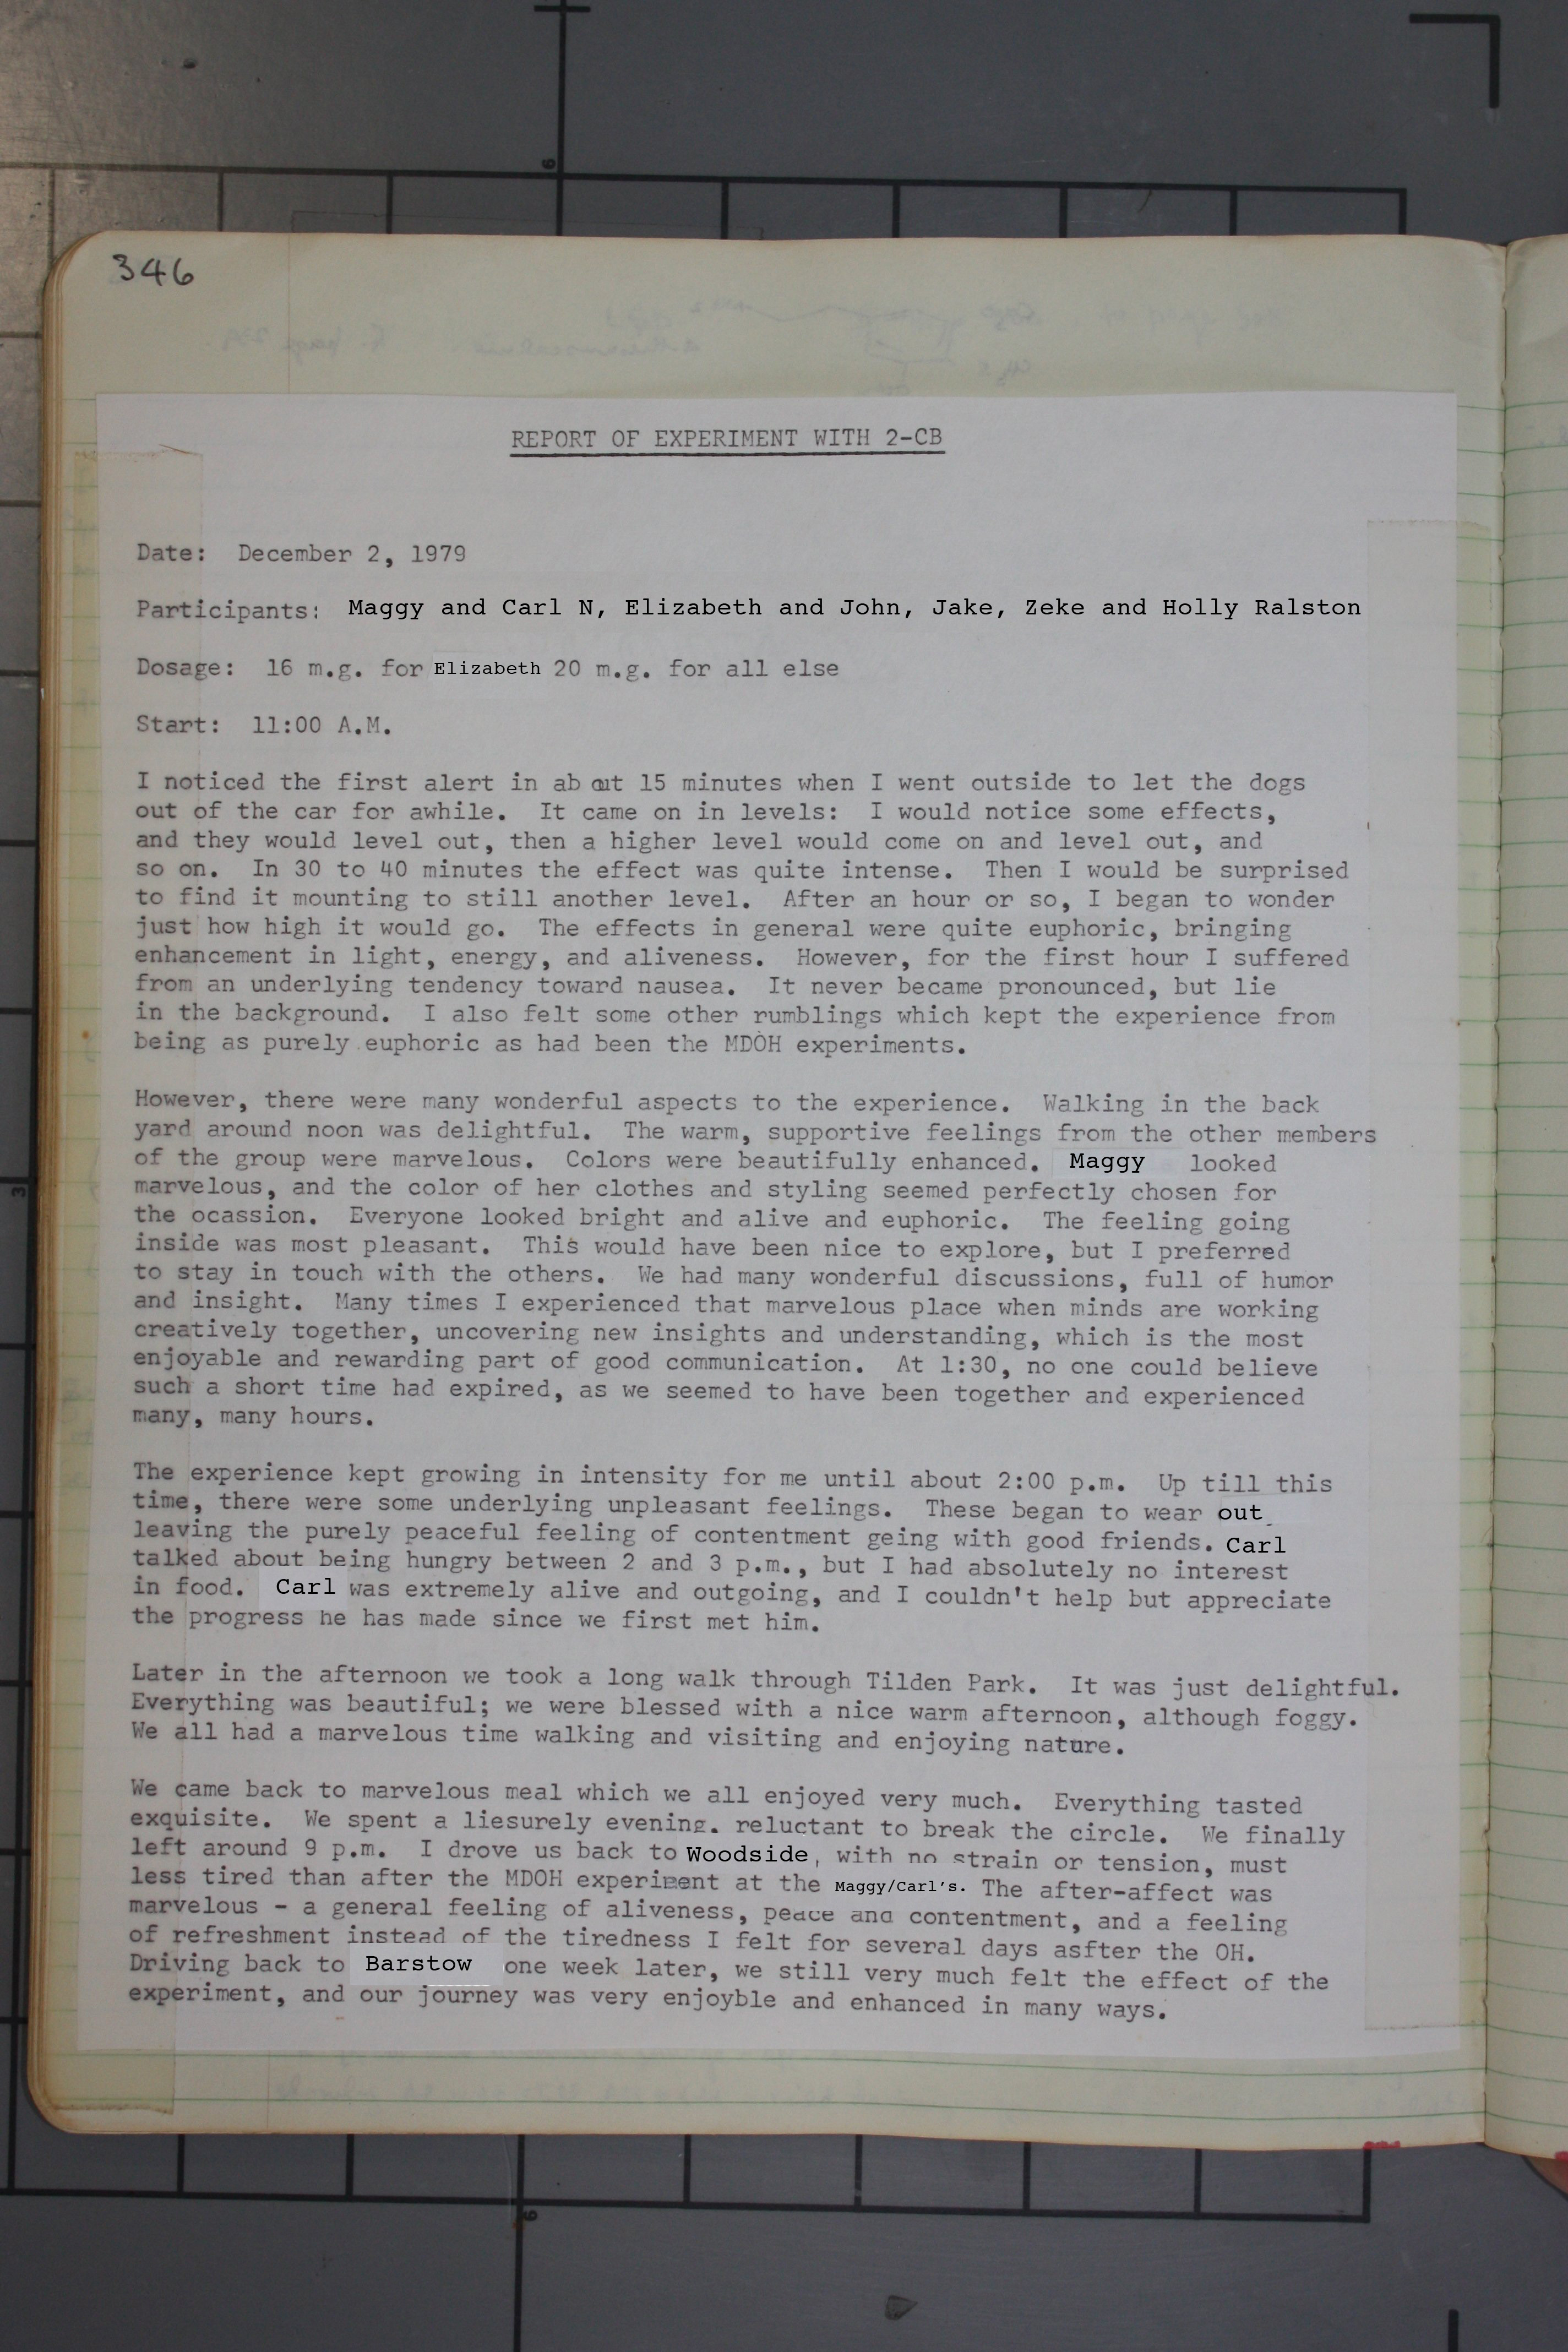 346
REPORT OF EXPERIMENT WITH 2-CB
Date: December 2, 1979
Participants: Maggy and Carl N, Elizabeth and John, Jake, Zeke and Holly Ralston
Dosage: 16 m.g. for Elizabeth 20 m.g. for all else
Start: 11:00 A.M.
I noticed the first alert in about 15 minutes when I went outside to let the dogs
out of the car for awhile. It came on in levels: I would notice some effects,
and they would level out, then a higher level would come on and level out, and
so on. In 30 to 40 minutes the effect was quite intense. Then I would be surprised
to find it mounting to still another level. After an hour or so, I began to wonder
just how high it would go. The effects in general were quite euphoric, bringing
enhancement in light, energy, and aliveness. However, for the first hour I suffered
from an underlying tendency toward nausea. It never became pronounced, but lie
in the background. I also felt some other rumblings which kept the experience from
being as purely euphoric as had been the MDOH experiments.
However, there were many wonderful aspects to the experience. Walking in the back
yard around noon was delightful. The warm, supportive feelings from the other members
of the group were marvelous. Colors were beautifully enhanced. Maggy looked
marvelous, and the color of her clothes and styling seemed perfectly chosen for
the ocassion. Everyone looked bright and alive and euphoric. The feeling going
inside was most pleasant. This would have been nice to explore, but I preferred
to stay in touch with the others. We had many wonderful discussions, full of humor
and insight. Many times I experienced that marvelous place when minds are working
creatively together, uncovering new insights and understanding, which is the most
enjoyable and rewarding part of good communication. At 1:30, no one could believe
such a short time had expired, as we seemed to have been together and experienced
many, many hours.
The experience kept growing in intensity for me until about 2:00 p.m. Up till this
time, there were some underlying unpleasant feelings. These began to wear out
leaving the purely peaceful feeling of contentment geing with good friends. Carl
talked about being hungry between 2 and 3 p.m., but I had absolutely no interest
in food. Carl was extremely alive and outgoing, and I couldn't help but appreciate
the progress he has made since we first met him.
Later in the afternoon we took a long walk through Tilden Park. It was just delightful.
Everything was beautiful; we were blessed with a nice warm afternoon, although foggy.
We all had a marvelous time walking and visiting and enjoying nature.
We came back to marvelous meal which we all enjoyed very much. Everything tasted
exquisite. We spent a liesurely evening. reluctant to break the circle. We finally
left around 9 p.m. I drove us back to Woodside, with no strain or tension, must
less tired than after the MDOH experiment at the Maggy/Carl's. The after-affect was
marvelous - a general feeling of aliveness, peace and contentment, and a feeling
of refreshment instead of the tiredness I felt for several days asfter the OH.
Driving back to Barstow one week later, we still very much felt the effect of the
experiment, and our journey was very enjoyble and enhanced in many ways.